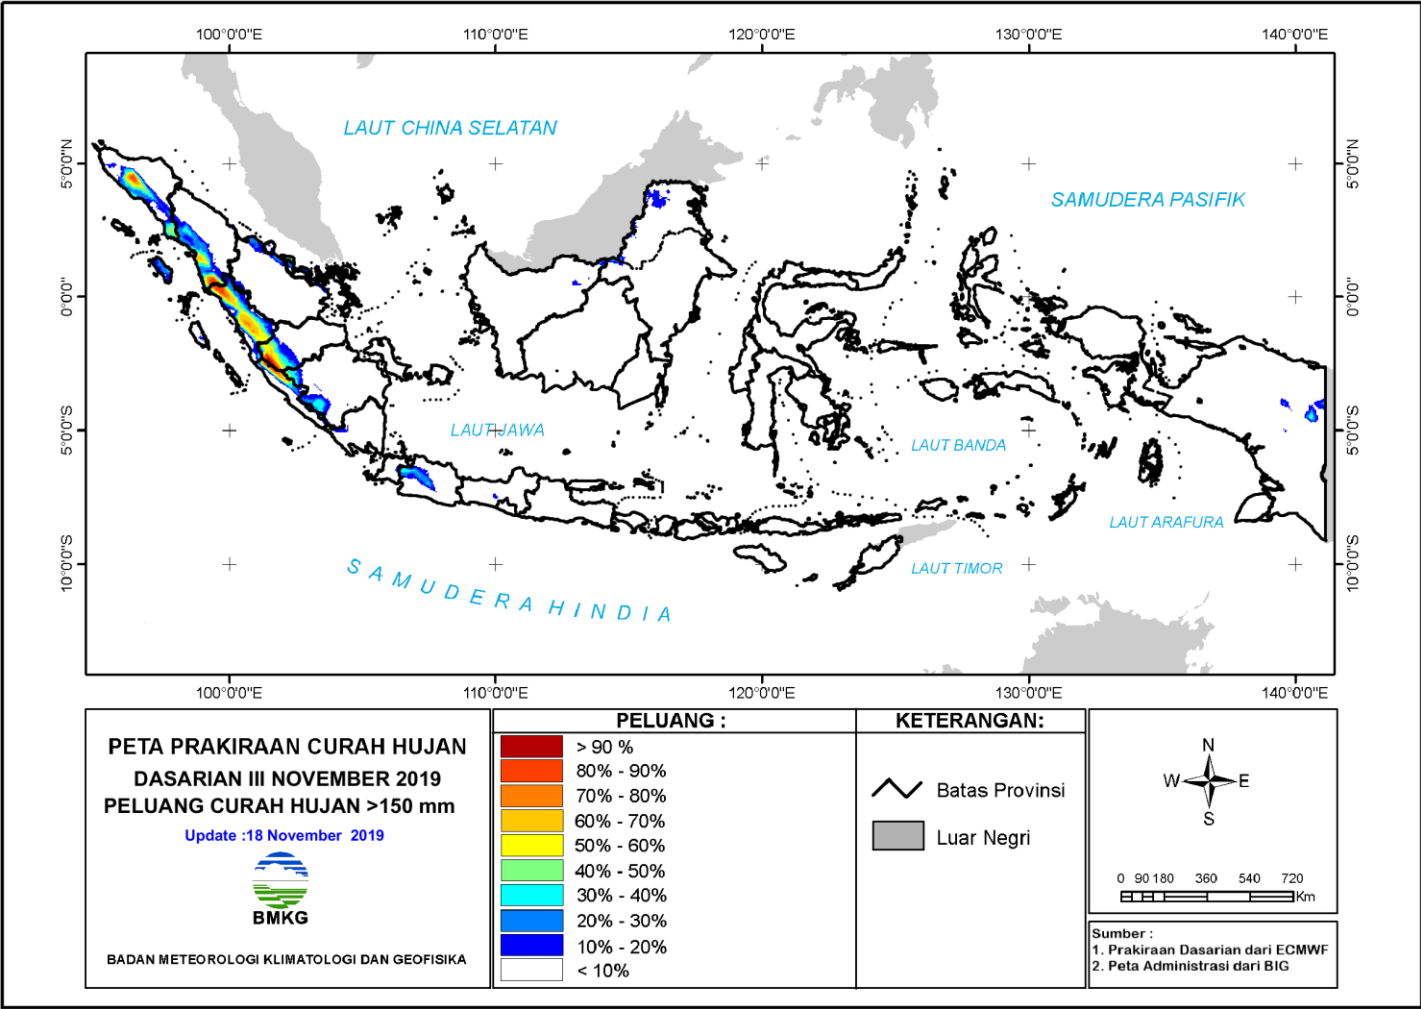 100°0'0"E 110°0'0"E 120°0'0"E 130°0'0"E 140°0'0"E
5°0'0"N
0°0'0"
5°0'0"S
10°0'0"S
LAUT CHINA SELATAN
SAMUDERA PASIFIK
LAUT JAWA
LAUT BANDA
LAUT ARAFURA
LAUT TIMOR
SAMUDERA HINDIA
5°0'0"N
0°0'0"
5°0'0"S
10°0'0"S
100°0'0"E 110°0'0"E 120°0'0"E 130°0'0"E 140°0'0"E
PETA PRAKIRAAN CURAH HUJAN
DASARIAN III NOVEMBER 2019
PELUANG CURAH HUJAN >150 mm
Update :18 November 2019
BMKG
BADAN METEOROLOGI KLIMATOLOGI DAN GEOFISIKA
PELUANG :
> 90 %
80% - 90%
70% - 80%
60% - 70%
50% - 60%
40% - 50%
30% - 40%
20% - 30%
10% - 20%
< 10%
KETERANGAN:
Batas Provinsi
Luar Negri
N
W E
S
0 90 180 360 540 720
Km
Sumber :
1. Prakiraan Dasarian dari ECMWF
2. Peta Administrasi dari BIG